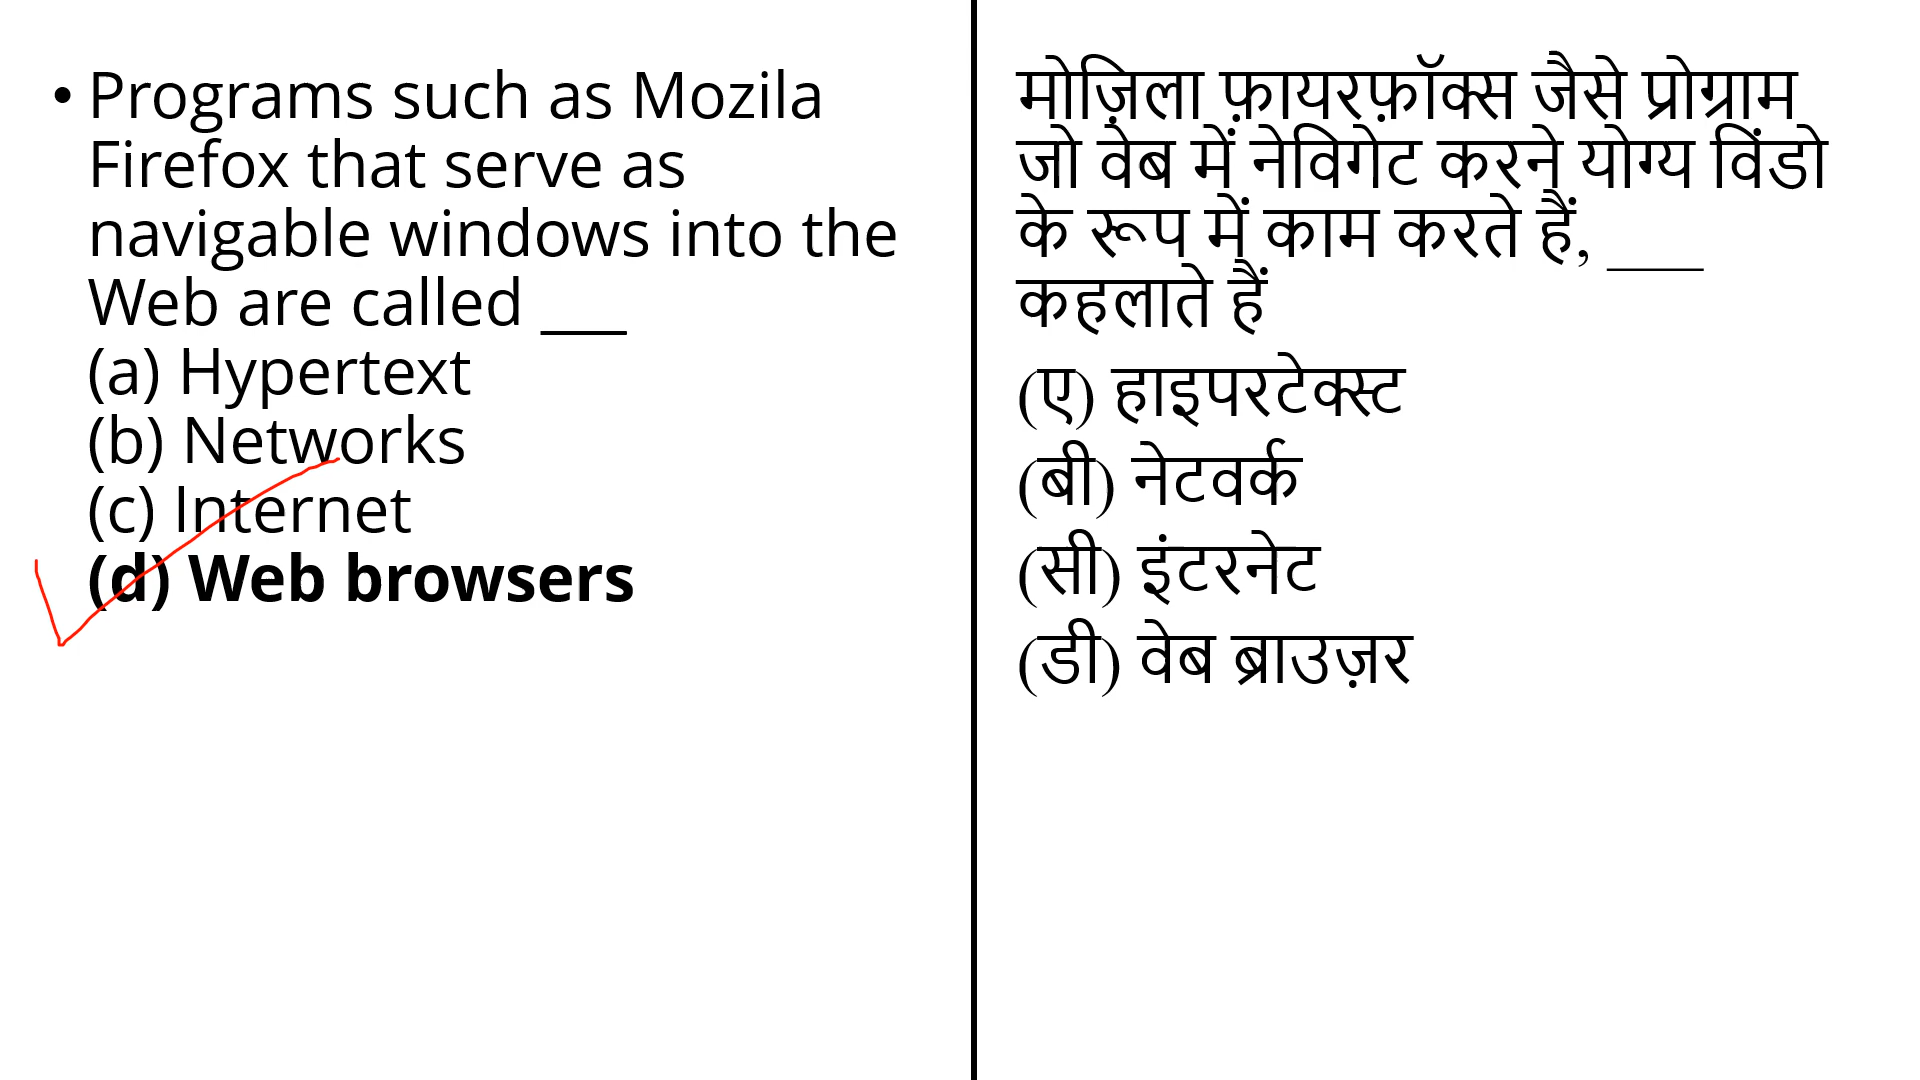 • Programs such as Mozila
Firefox that serve as
navigable windows into the
Web are called ___
(a) Hypertext
(b) Networks
(c) Internet
(d) Web browsers
मोज़िला फ़ायरफ़ॉक्स जैसे प्रोग्राम
जो वेब में नेविगेट करने योग्य विंडो
के रूप में काम करते हैं, ___
कहलाते हैं
(ए) हाइपरटेक्स्ट
(बी) नेटवर्क
(सी) इंटरनेट
(डी) वेब ब्राउज़र